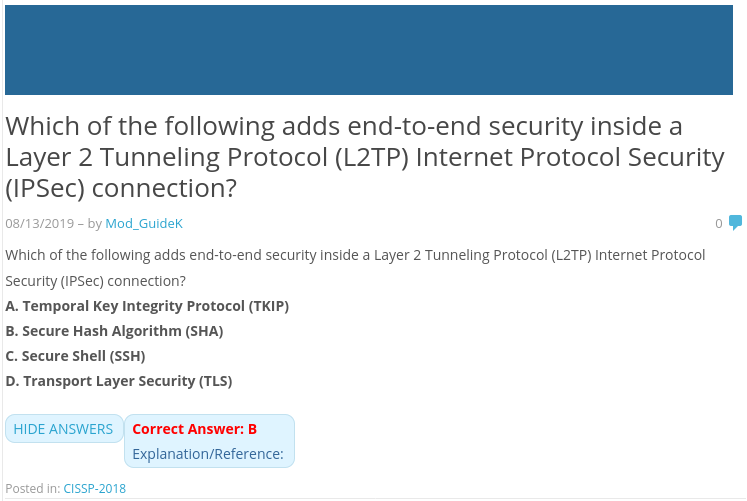 Which of the following adds end-to-end security inside a
Layer 2 Tunneling Protocol (L2TP) Internet Protocol Security
(IPSec) connection?
08/13/2019 – by Mod_GuideK 0
Which of the following adds end-to-end security inside a Layer 2 Tunneling Protocol (L2TP) Internet Protocol
Security (IPSec) connection?
A. Temporal Key Integrity Protocol (TKIP)
B. Secure Hash Algorithm (SHA)
C. Secure Shell (SSH)
D. Transport Layer Security (TLS)
HIDE ANSWERS Correct Answer: B
Explanation/Reference:
Posted in: CISSP-2018